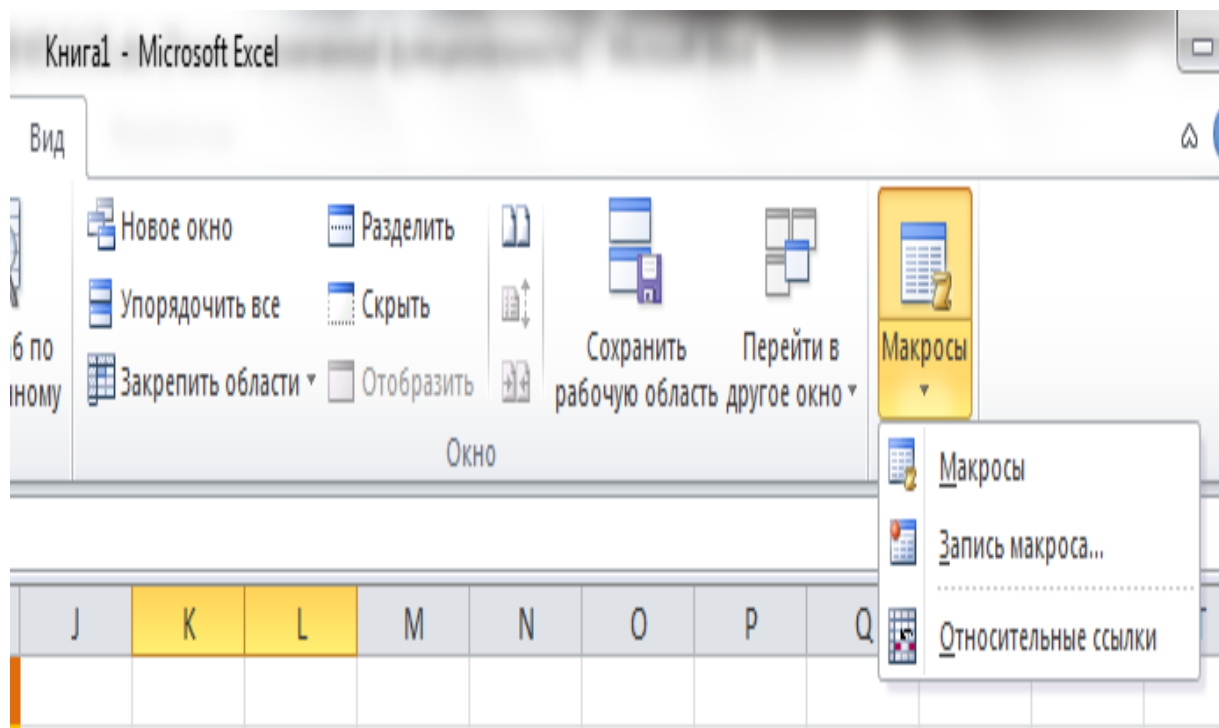 Книга1 - Microsoft Excel
Вид
Новое окно
Упорядочить все
Закрепить области
Разделить
Скрыть
Отобразить
Сохранить
рабочую область
Перейти в
другое окно
Макросы
б по
ному
Окно
Макросы
Запись макроса...
Относительные ссылки
J K L M N O P Q T